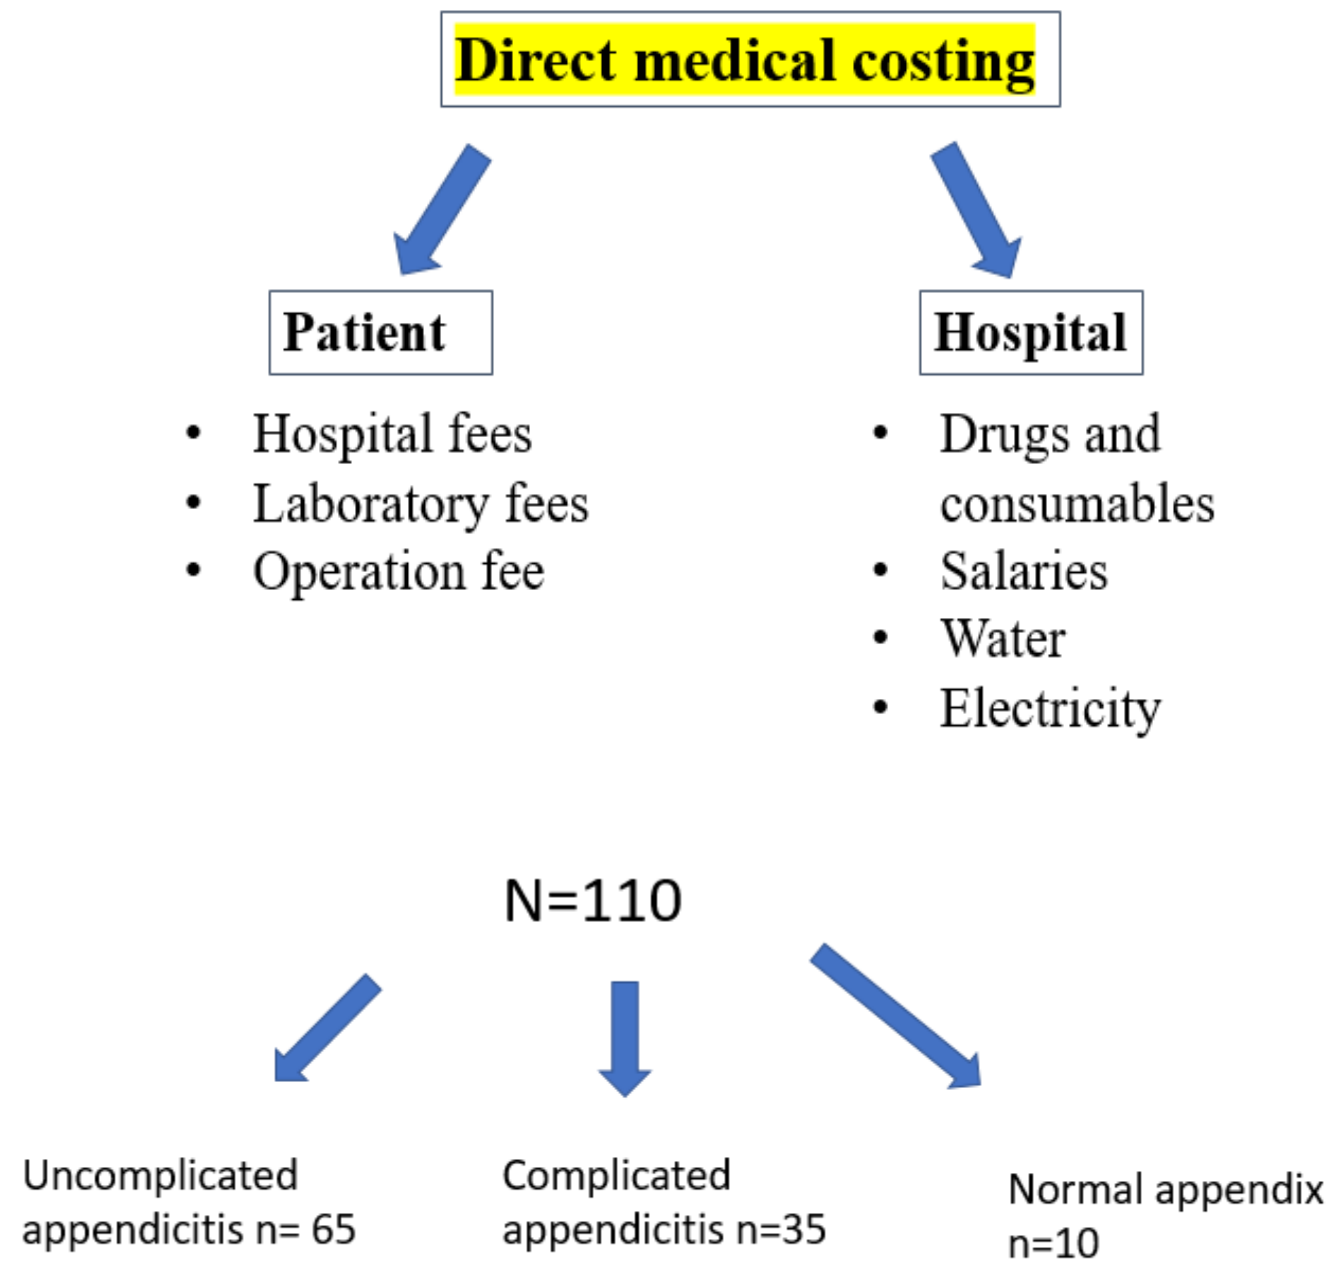 Direct medical costing
Patient
• Hospital fees
• Laboratory fees
• Operation fee
Hospital
• Drugs and
consumables
• Salaries
• Water
• Electricity
N=110
Uncomplicated
appendicitis n= 65
Complicated
appendicitis n=35
Normal appendix
n=10